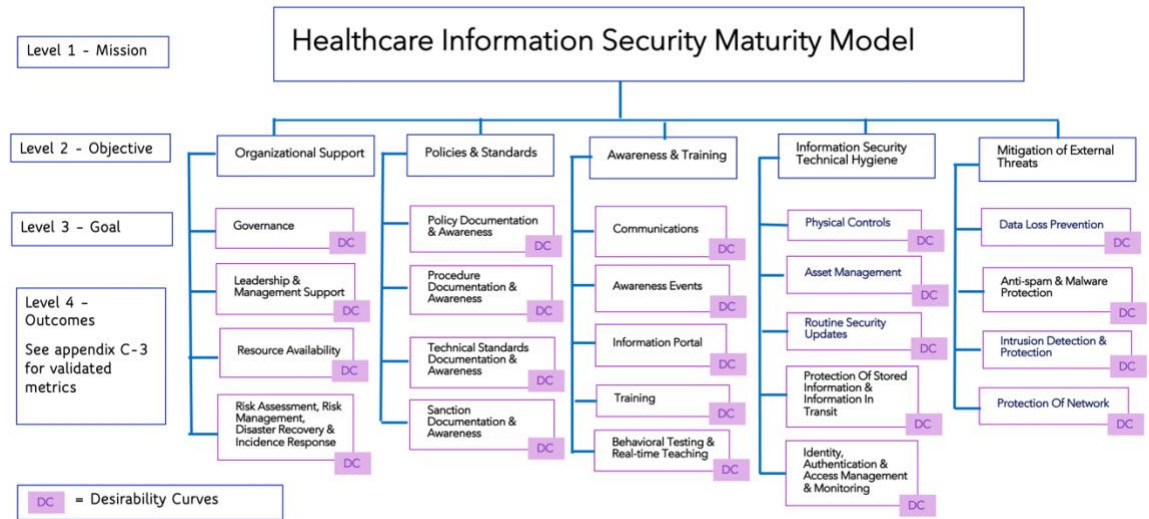 Healthcare Information Security Maturity Model
Level 1 - Mission
Level 2 - Objective
Organizational Support
Policies & Standards
Awareness & Training
Information Security
Technical Hygiene
Mitigation of External
Threats
Level 3 - Goal
Governance
DC
Leadership &
Management Support
DC
Resource Availability
DC
Risk Assessment, Risk
Management,
Disaster Recovery &
Incidence Response
DC
Policy Documentation
& Awareness
DC
Procedure
Documentation &
Awareness
DC
Technical Standards
Documentation &
Awareness
DC
Sanction
Documentation &
Awareness
DC
Communications
DC
Awareness Events
DC
Information Portal
DC
Training
DC
Behavioral Testing &
Real-time Teaching
DC
Physical Controls
DC
Asset Management
DC
Routine Security
Updates
DC
Protection Of Stored
Information &
Information In
Transit
DC
Identity,
Authentication &
Access Management
& Monitoring
DC
Data Loss Prevention
DC
Anti-spam & Malware
Protection
DC
Intrusion Detection &
Protection
DC
Protection Of Network
DC
Level 4 –
Outcomes
See appendix C-3
for validated
metrics
DC = Desirability Curves